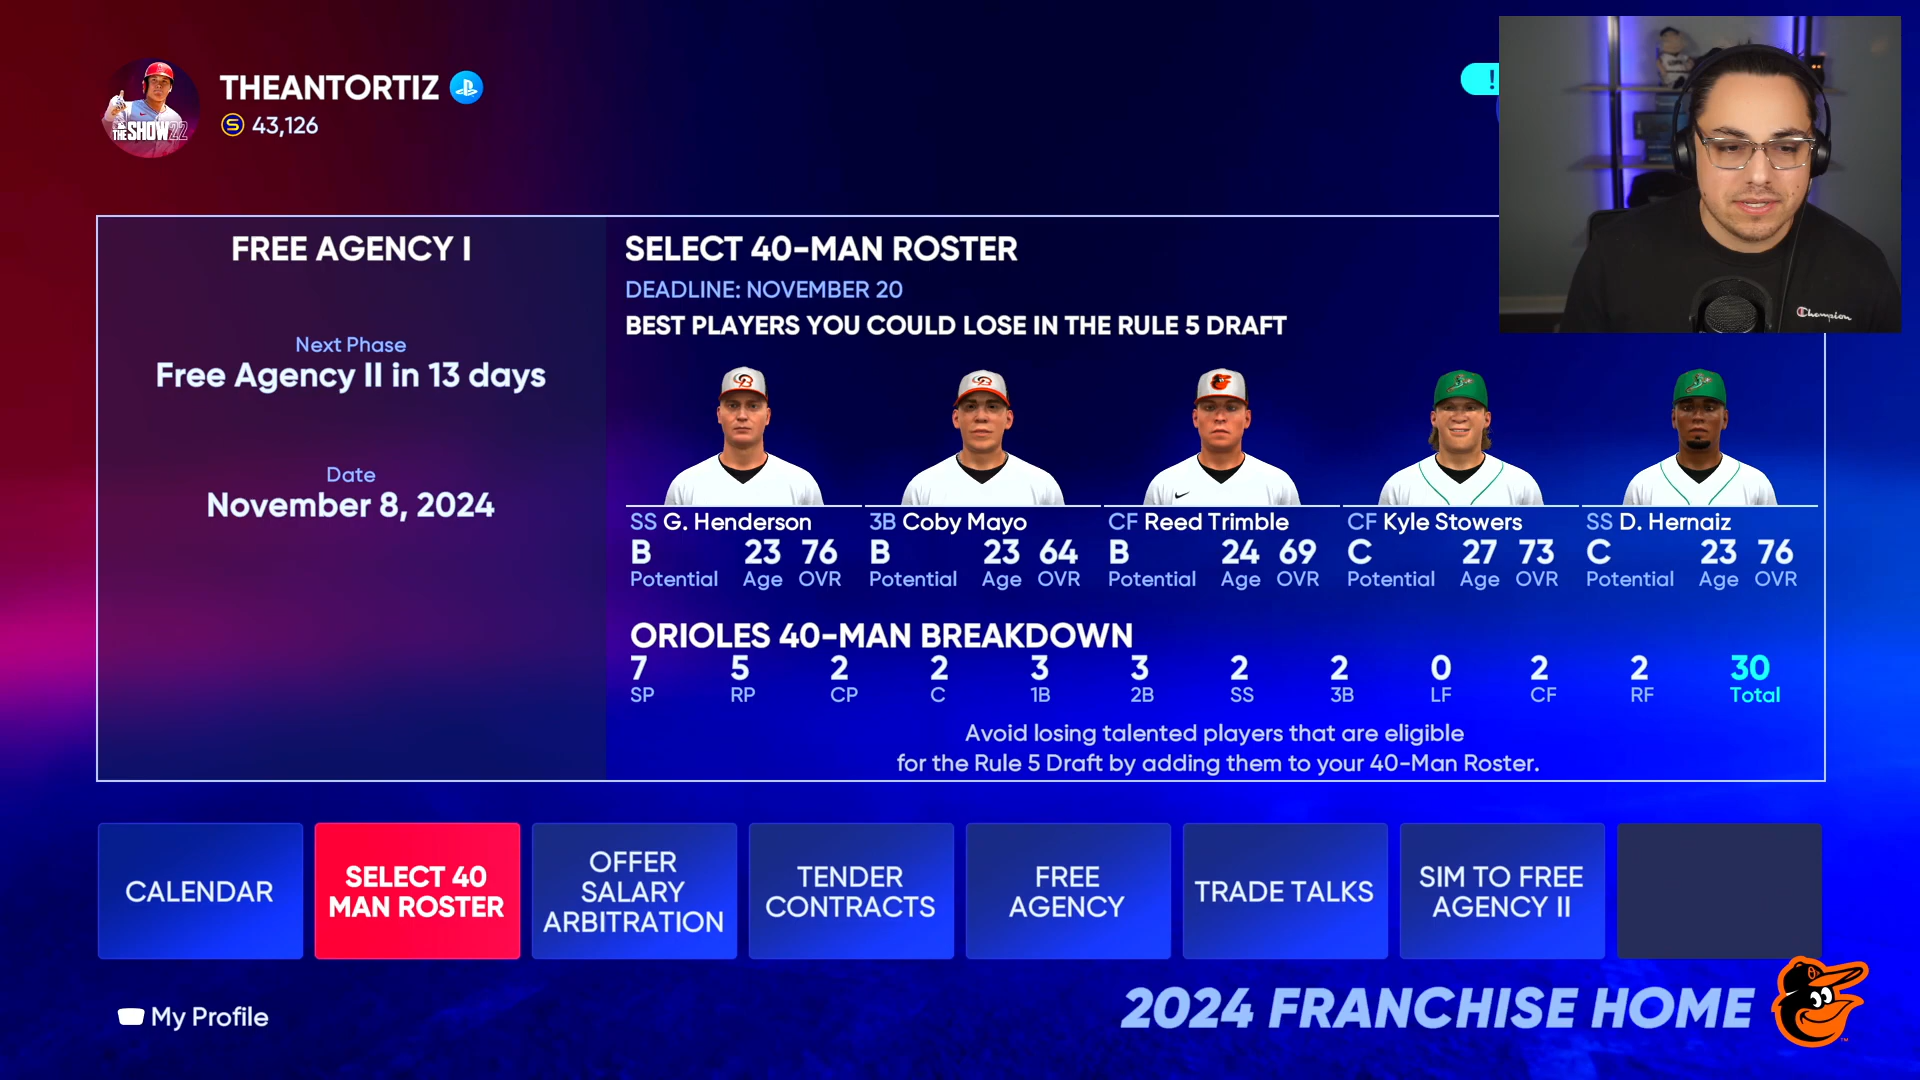 THEANTORTIZ
43,126
THE SHOW 22
!
Champion
FREE AGENCY I
Next Phase
Free Agency II in 13 days
Date
November 8, 2024
SELECT 40-MAN ROSTER
DEADLINE: NOVEMBER 20
BEST PLAYERS YOU COULD LOSE IN THE RULE 5 DRAFT
SS G. Henderson
B 23 76
Potential Age OVR
3B Coby Mayo
B 23 64
Potential Age OVR
CF Reed Trimble
B 24 69
Potential Age OVR
CF Kyle Stowers
C 27 73
Potential Age OVR
SS D. Hernaiz
C 23 76
Potential Age OVR
ORIOLES 40-MAN BREAKDOWN
7 5 2 2 3 3 2 2 0 2 2 30
SP RP CP C 1B 2B SS 3B LF CF RF Total
Avoid losing talented players that are eligible
for the Rule 5 Draft by adding them to your 40-Man Roster.
CALENDAR
SELECT 40
MAN ROSTER
OFFER
SALARY
ARBITRATION
TENDER
CONTRACTS
FREE
AGENCY
TRADE TALKS
SIM TO FREE
AGENCY II
My Profile
2024 FRANCHISE HOME